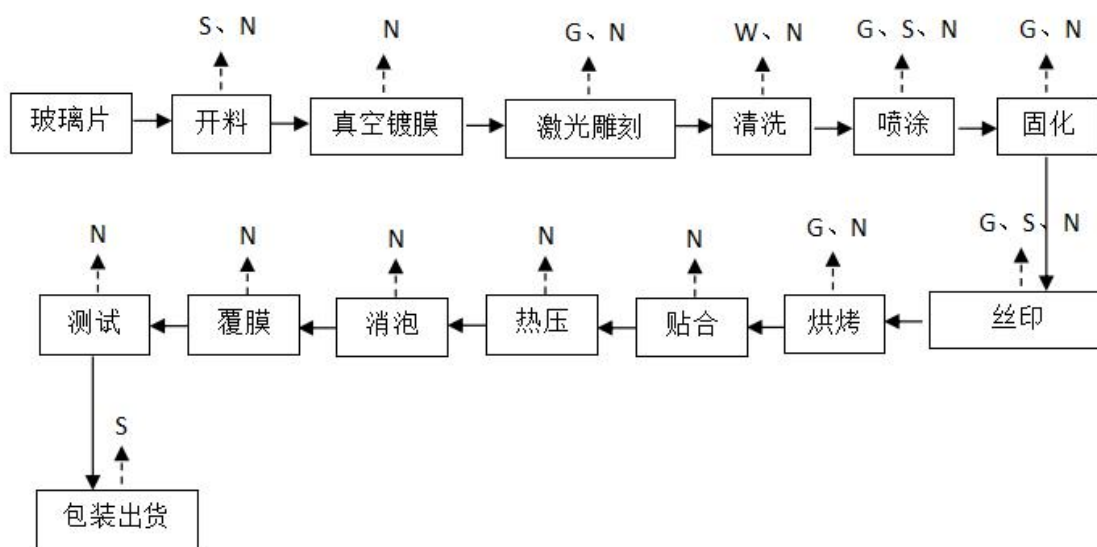 S、N
N
G、N
W、N
G、S、N
G、N
玻璃片
开料
真空镀膜
激光雕刻
清洗
喷涂
固化
N
N
N
N
N
G、N
G、S、N
测试
覆膜
消泡
热压
贴合
烘烤
丝印
S
包装出货